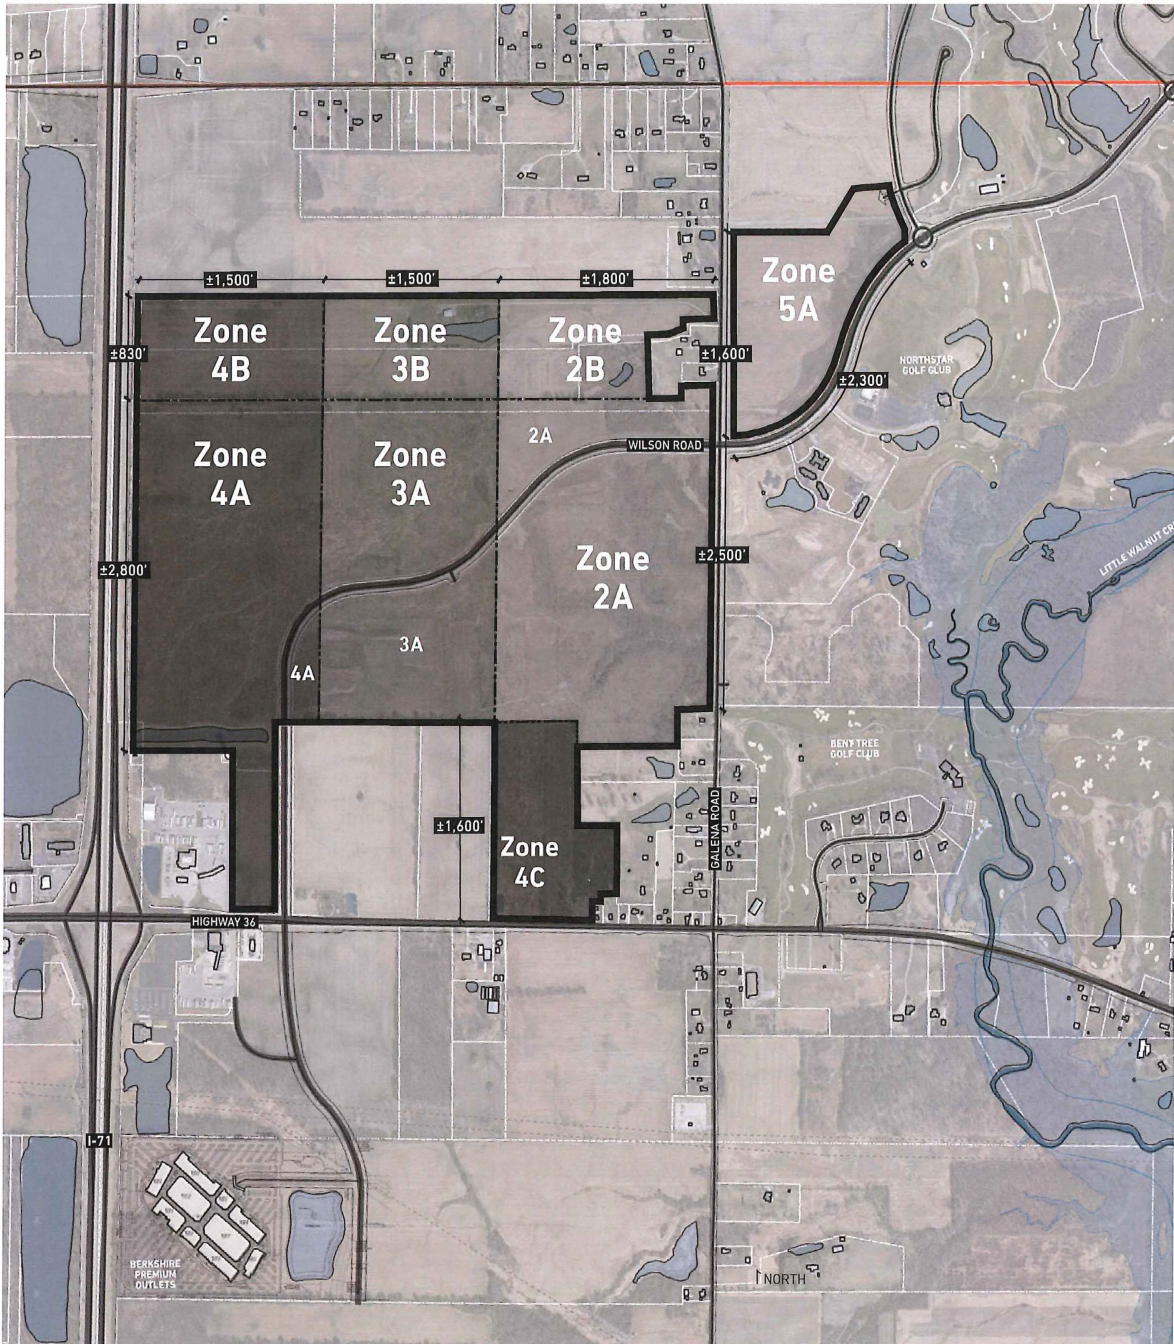 ±1,500'
±1,500'
±1,800'
Zone
5A
Zone
4B
Zone
3B
Zone
2B
±830'
±1,600'
NORTHSTAR
GOLF CLUB
±2,300'
2A
WILSON ROAD
Zone
4A
Zone
3A
Zone
2A
±2,500'
±2,800'
LITTLE WALNUT
3A
4A
BENT TREE
GOLF CLUB
±1,600'
GALENA ROAD
Zone
4C
HIGHWAY 36
I-71
BERKSHIRE
PREMIUM
OUTLETS
NORTH